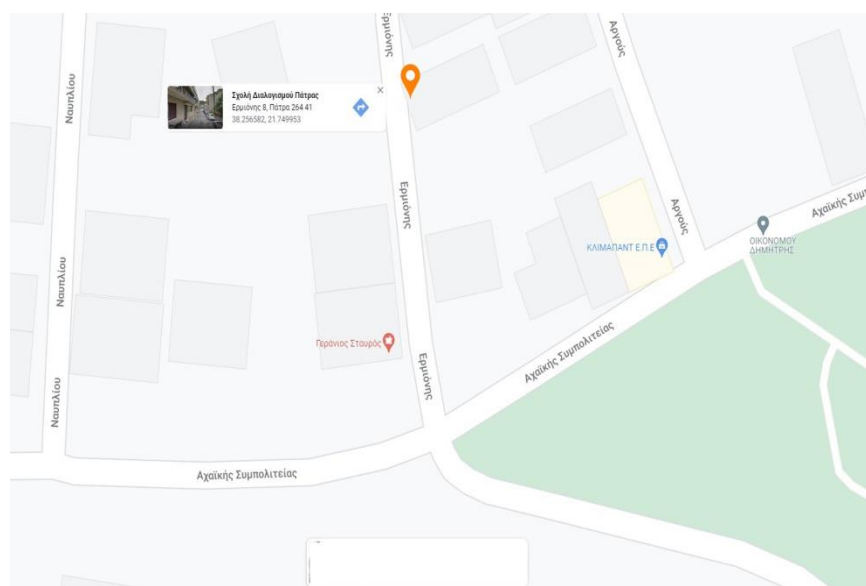 Ερμιόνης
Αργούς
Ναυπλίου
Σχολή Διαλογισμού Πάτρας
Ερμιόνης 8, Πάτρα 264 41
38.256582, 21.749953
Ερμιόνης
Αργούς
Αχαϊκής Συμ
ΟΙΚΟΝΟΜΟΥ
ΔΗΜΗΤΡΗΣ
ΚΛΙΜΑΠΑΝΤ Ε.Π.Ε
Ναυπλίου
Γεράνιος Σταυρός
Αχαϊκής Συμπολιτείας
Ερμιόνης
Ναυπλίου
Αχαϊκής Συμπολιτείας